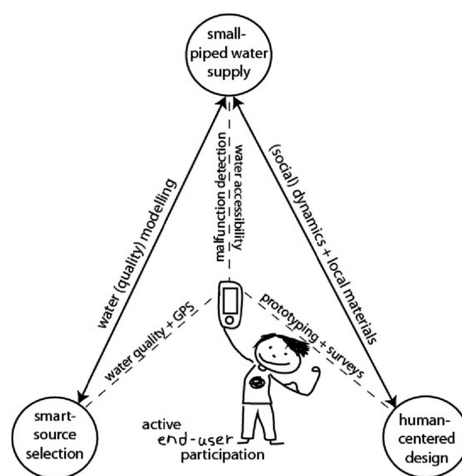 small-
piped water
supply
water (quality) modelling
malfunction detection
water accessibility
(social) dynamics + local materials
water quality + GPS
prototyping + surveys
smart-
source
selection
active
end-user
participation
human-
centered
design